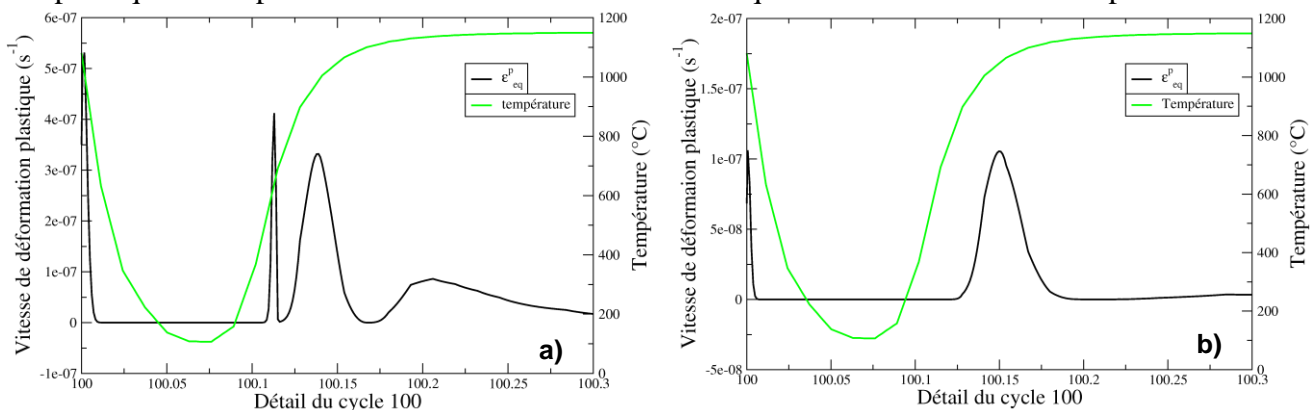 Vitesse de déformation plastique (s⁻¹)
6e-07
5e-07
4e-07
3e-07
2e-07
1e-07
0
-1e-07
1200
1000
800
600
400
200
0
Température (°C)
ε^p_eq
température
a)
100 100.05 100.1 100.15 100.2 100.25 100.3
Détail du cycle 100
Vitesse de déformaion plastique (s⁻¹)
2e-07
1.5e-07
1e-07
5e-08
0
-5e-08
1200
1000
800
600
400
200
0
Température (°C)
ε^p_eq
Température
b)
100 100.05 100.1 100.15 100.2 100.25 100.3
Détail du cycle 100